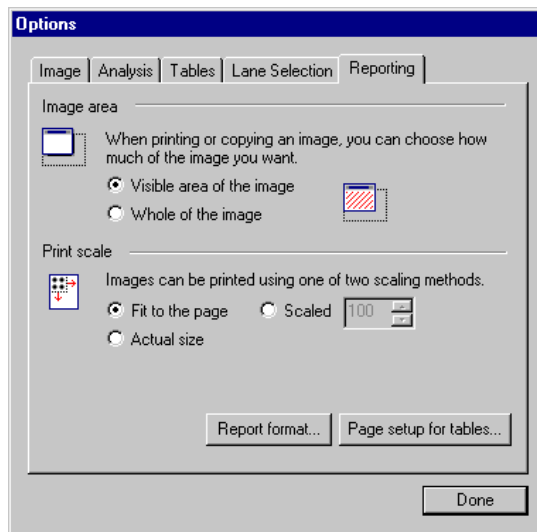 Options
Image Analysis Tables Lane Selection Reporting
Image area
When printing or copying an image, you can choose how
much of the image you want.
Visible area of the image
Whole of the image
Print scale
Images can be printed using one of two scaling methods.
Fit to the page Scaled 100
Actual size
Report format... Page setup for tables...
Done